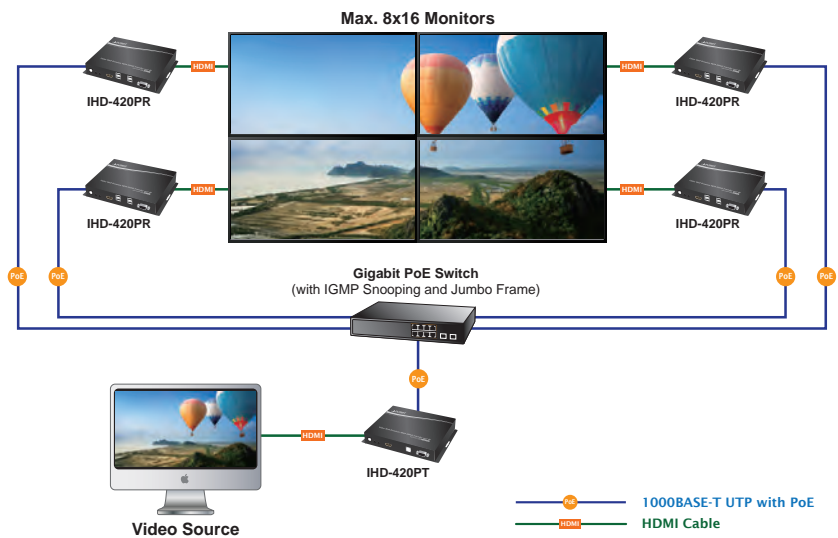 Max. 8x16 Monitors
HDMI
HDMI
IHD-420PR
IHD-420PR
HDMI
HDMI
IHD-420PR
IHD-420PR
PoE
PoE
PoE
PoE
Gigabit PoE Switch
(with IGMP Snooping and Jumbo Frame)
PoE
HDMI
IHD-420PT
Video Source
PoE
1000BASE-T UTP with PoE
HDMI
HDMI Cable